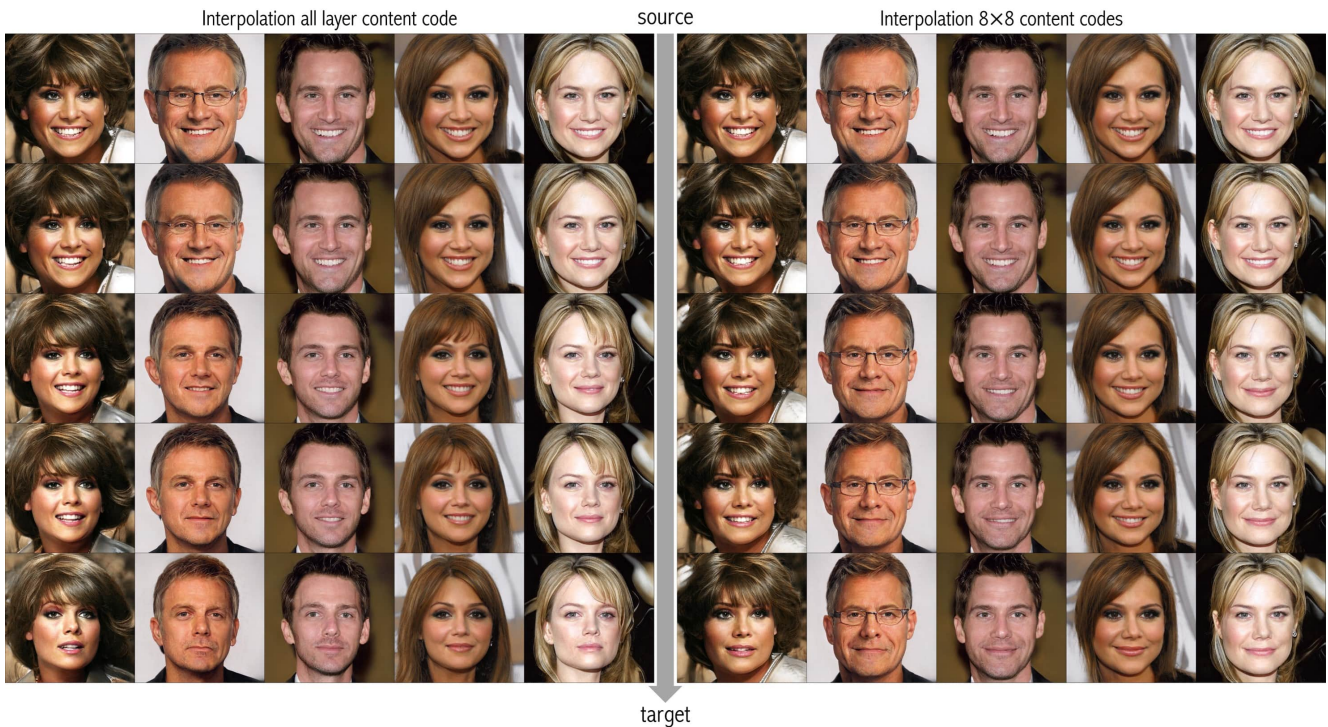 Interpolation all layer content code
source
Interpolation 8×8 content codes
target